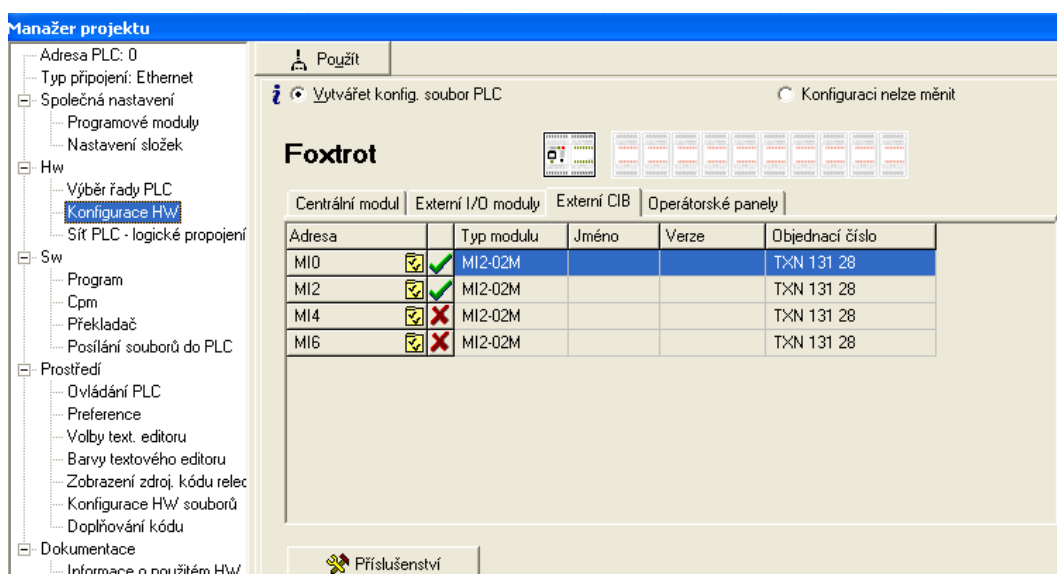 Manažer projektu
Adresa PLC: 0
Typ připojení: Ethernet
Společná nastavení
Programové moduly
Nastavení složek
Hw
Výběr řady PLC
Konfigurace HW
Síť PLC - logické propojení
Sw
Program
Cpm
Překladač
Posílání souborů do PLC
Prostředí
Ovládání PLC
Preference
Volby text. editoru
Barvy textového editoru
Zobrazení zdroj. kódu relec
Konfigurace HW souborů
Doplňování kódu
Dokumentace
Informace o použitém HW
Použít
Vytvářet konfig. soubor PLC
Konfiguraci nelze měnit
Foxtrot
Centrální modul Externí I/O moduly Externí CIB Operátorské panely
Adresa Typ modulu Jméno Verze Objednací číslo
MI0 MI2-02M TXN 131 28
MI2 MI2-02M TXN 131 28
MI4 MI2-02M TXN 131 28
MI6 MI2-02M TXN 131 28
Příslušenství